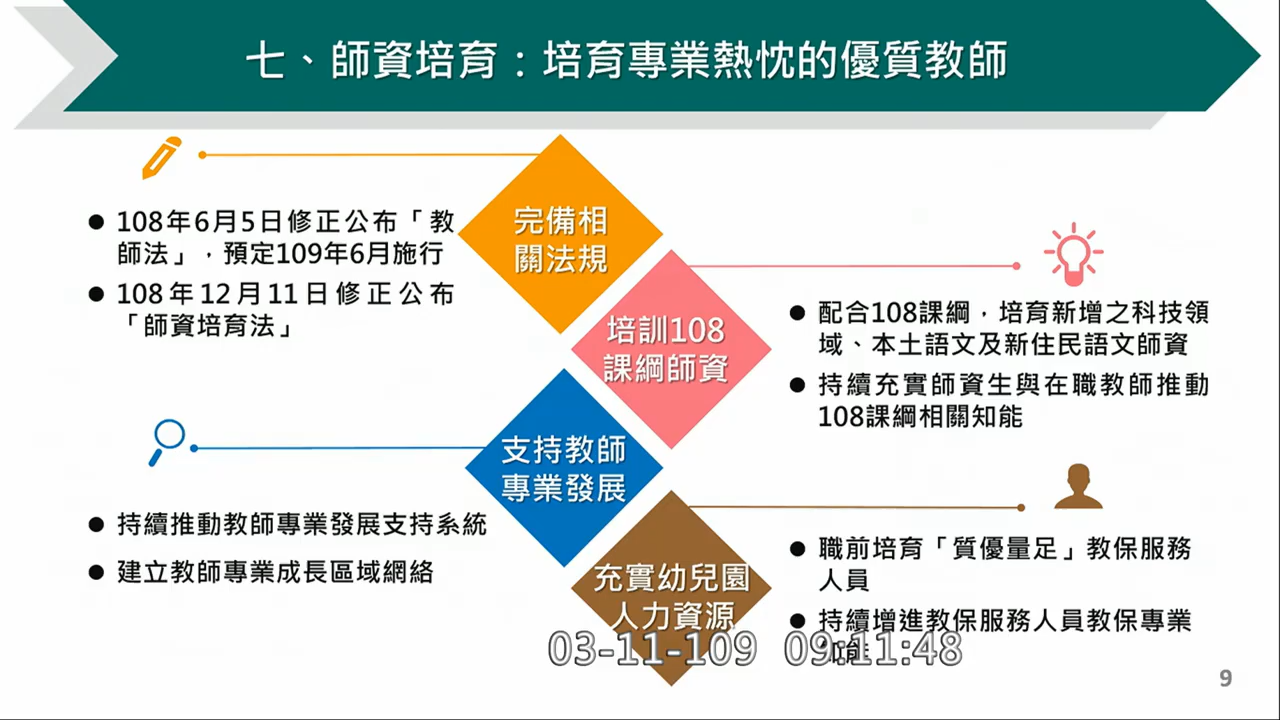 七、師資培育：培育專業熱忱的優質教師
完備相
關法規
● 108年6月5日修正公布「教
師法」，預定109年6月施行
● 108年12月11日修正公布
「師資培育法」
培訓108
課綱師資
● 配合108課綱，培育新增之科技領
域、本土語文及新住民語文師資
● 持續充實師資生與在職教師推動
108課綱相關知能
支持教師
專業發展
● 持續推動教師專業發展支持系統
● 建立教師專業成長區域網絡
充實幼兒園
人力資源
● 職前培育「質優量足」教保服務
人員
● 持續增進教保服務人員教保專業
知能
03-11-109 09:11:48
9